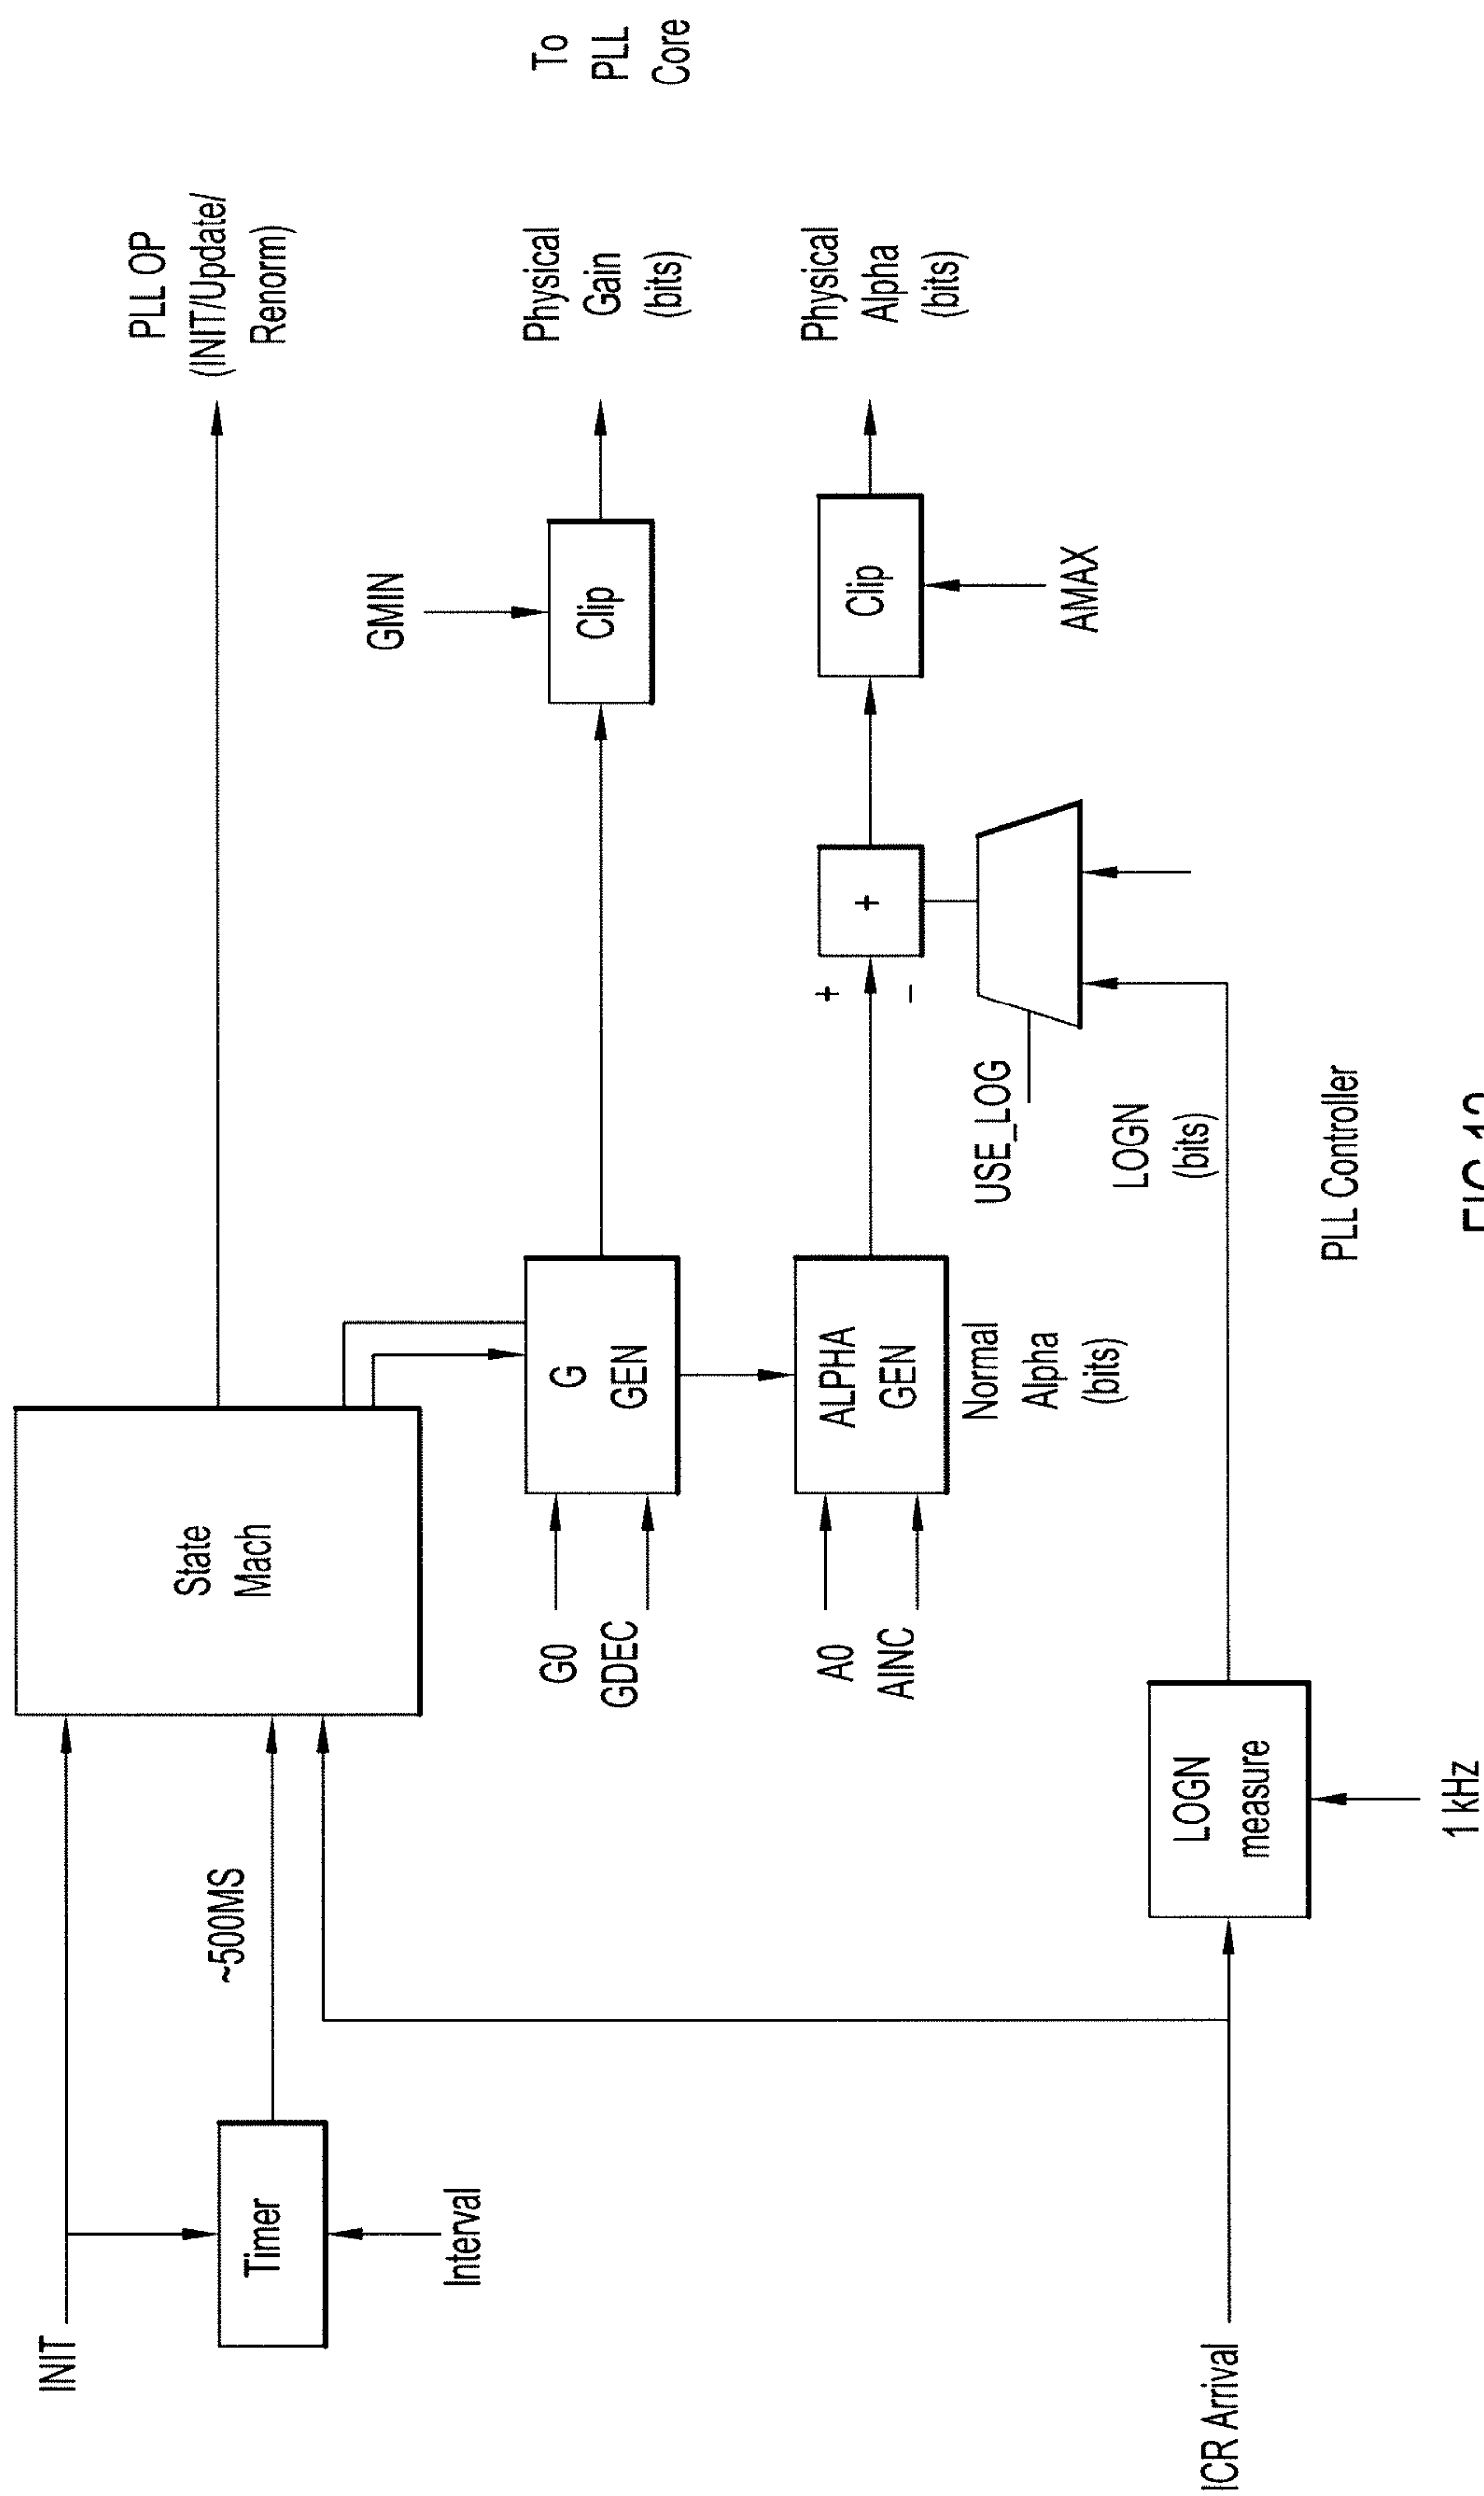 INIT
Timer
Interval
~500MS
State
Mach
PLL OP
(INIT/Update/
Renorm)
To
PLL
Core
G0
GDEC
G
GEN
GMIN
Clip
Physical
Gain
(bits)
A0
AINC
ALPHA
GEN
Normal
Alpha
(bits)
+
−
+
Clip
AMAX
Physical
Alpha
(bits)
USE_LOG
LOGN
(bits)
ICR Arrival
LOGN
measure
1 kHz
PLL Controller